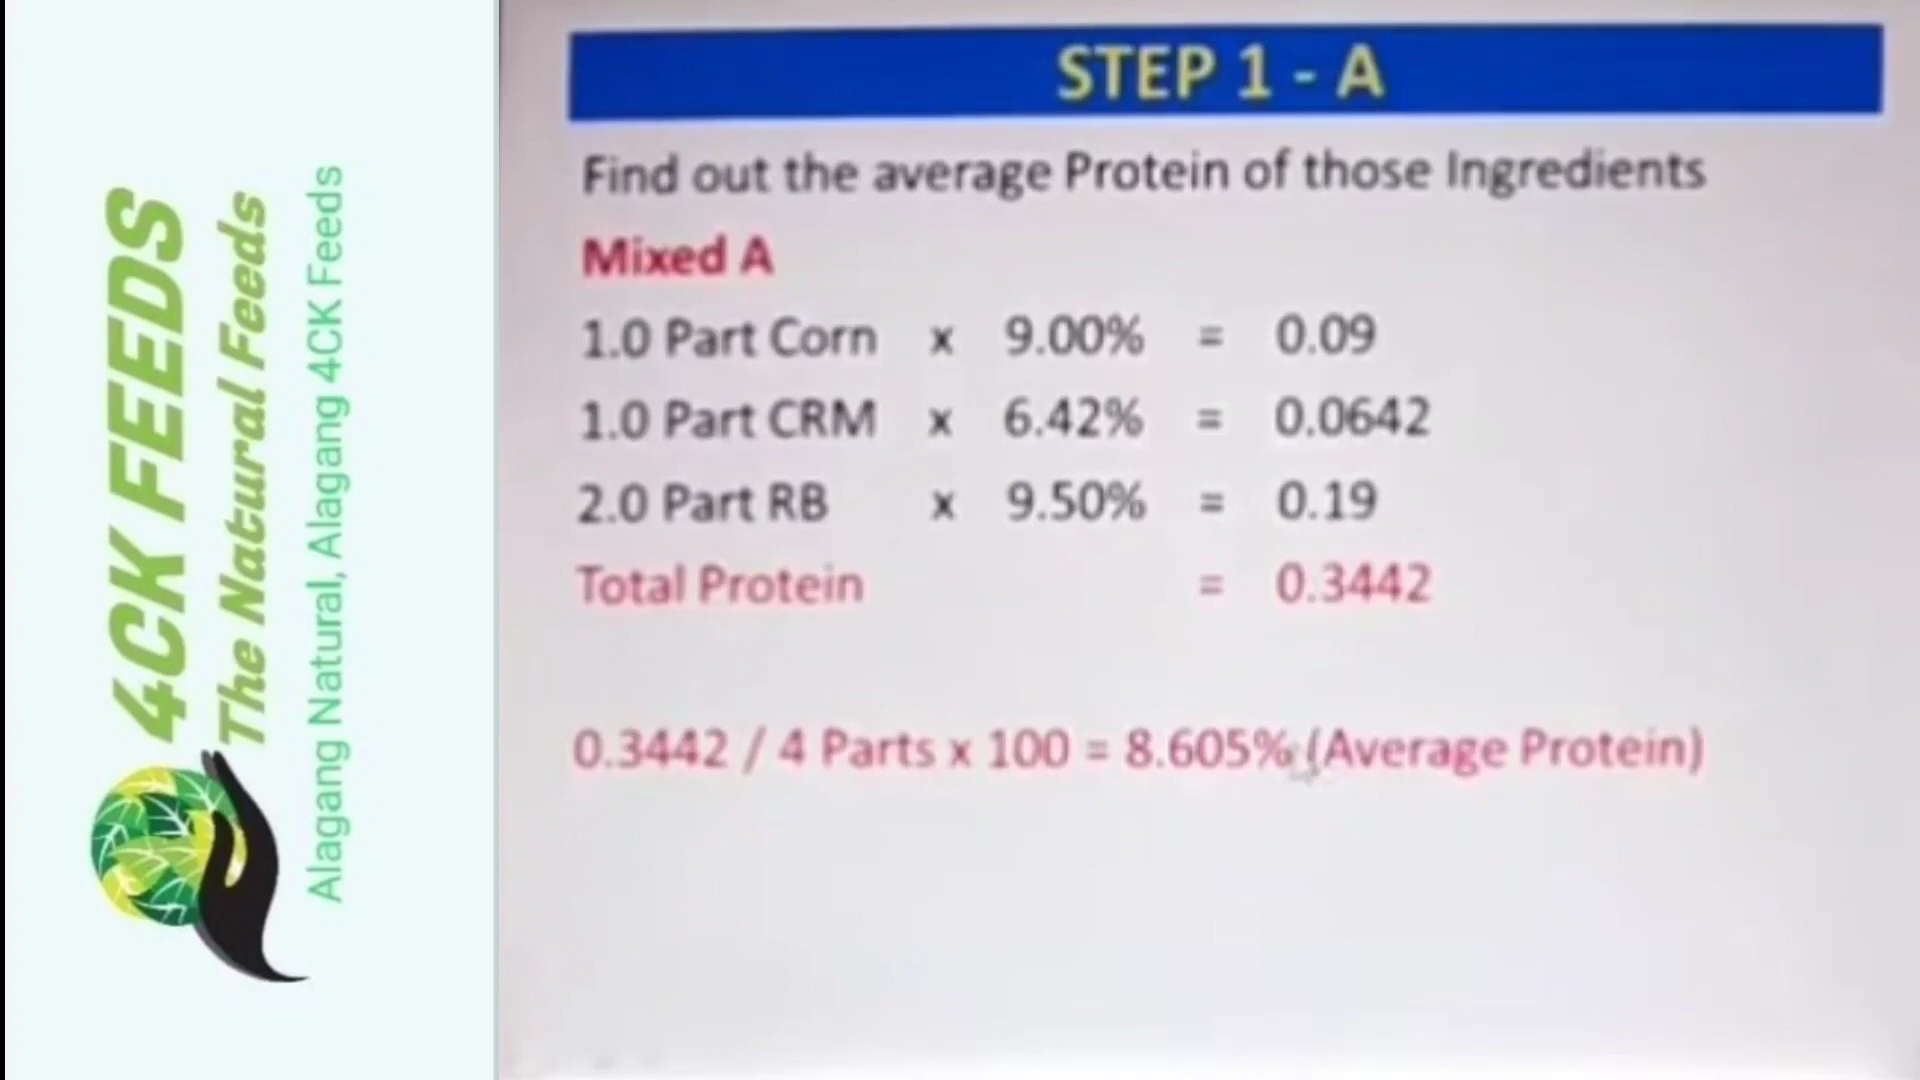 4CK FEEDS
The Natural Feeds
Alagang Natural, Alagang 4CK Feeds
STEP 1 - A
Find out the average Protein of those Ingredients
Mixed A
1.0 Part Corn x 9.00% = 0.09
1.0 Part CRM x 6.42% = 0.0642
2.0 Part RB x 9.50% = 0.19
Total Protein = 0.3442
0.3442 / 4 Parts x 100 = 8.605% (Average Protein)